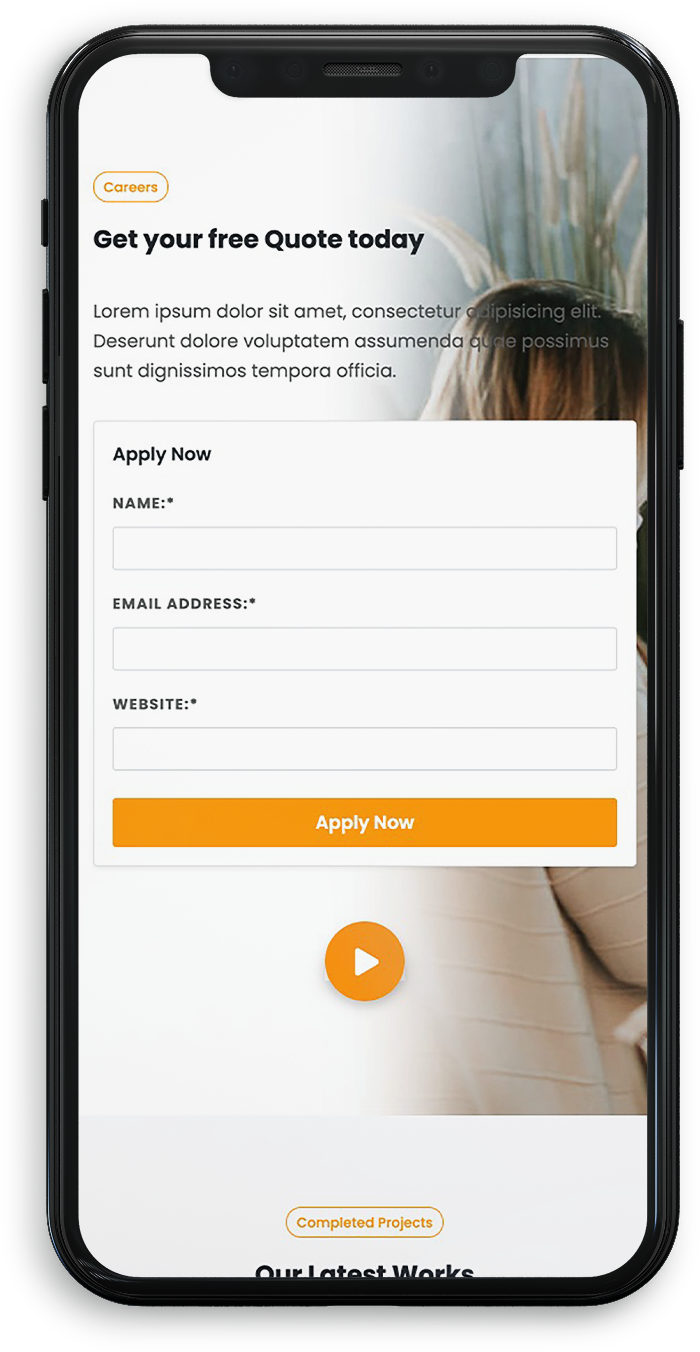 Careers
Get your free Quote today
Lorem ipsum dolor sit amet, consectetur adipisicing elit.
Deserunt dolore voluptatem assumenda quae possimus
sunt dignissimos tempora officia.
Apply Now
NAME:*
EMAIL ADDRESS:*
WEBSITE:*
Apply Now
Completed Projects
Our Latest Works